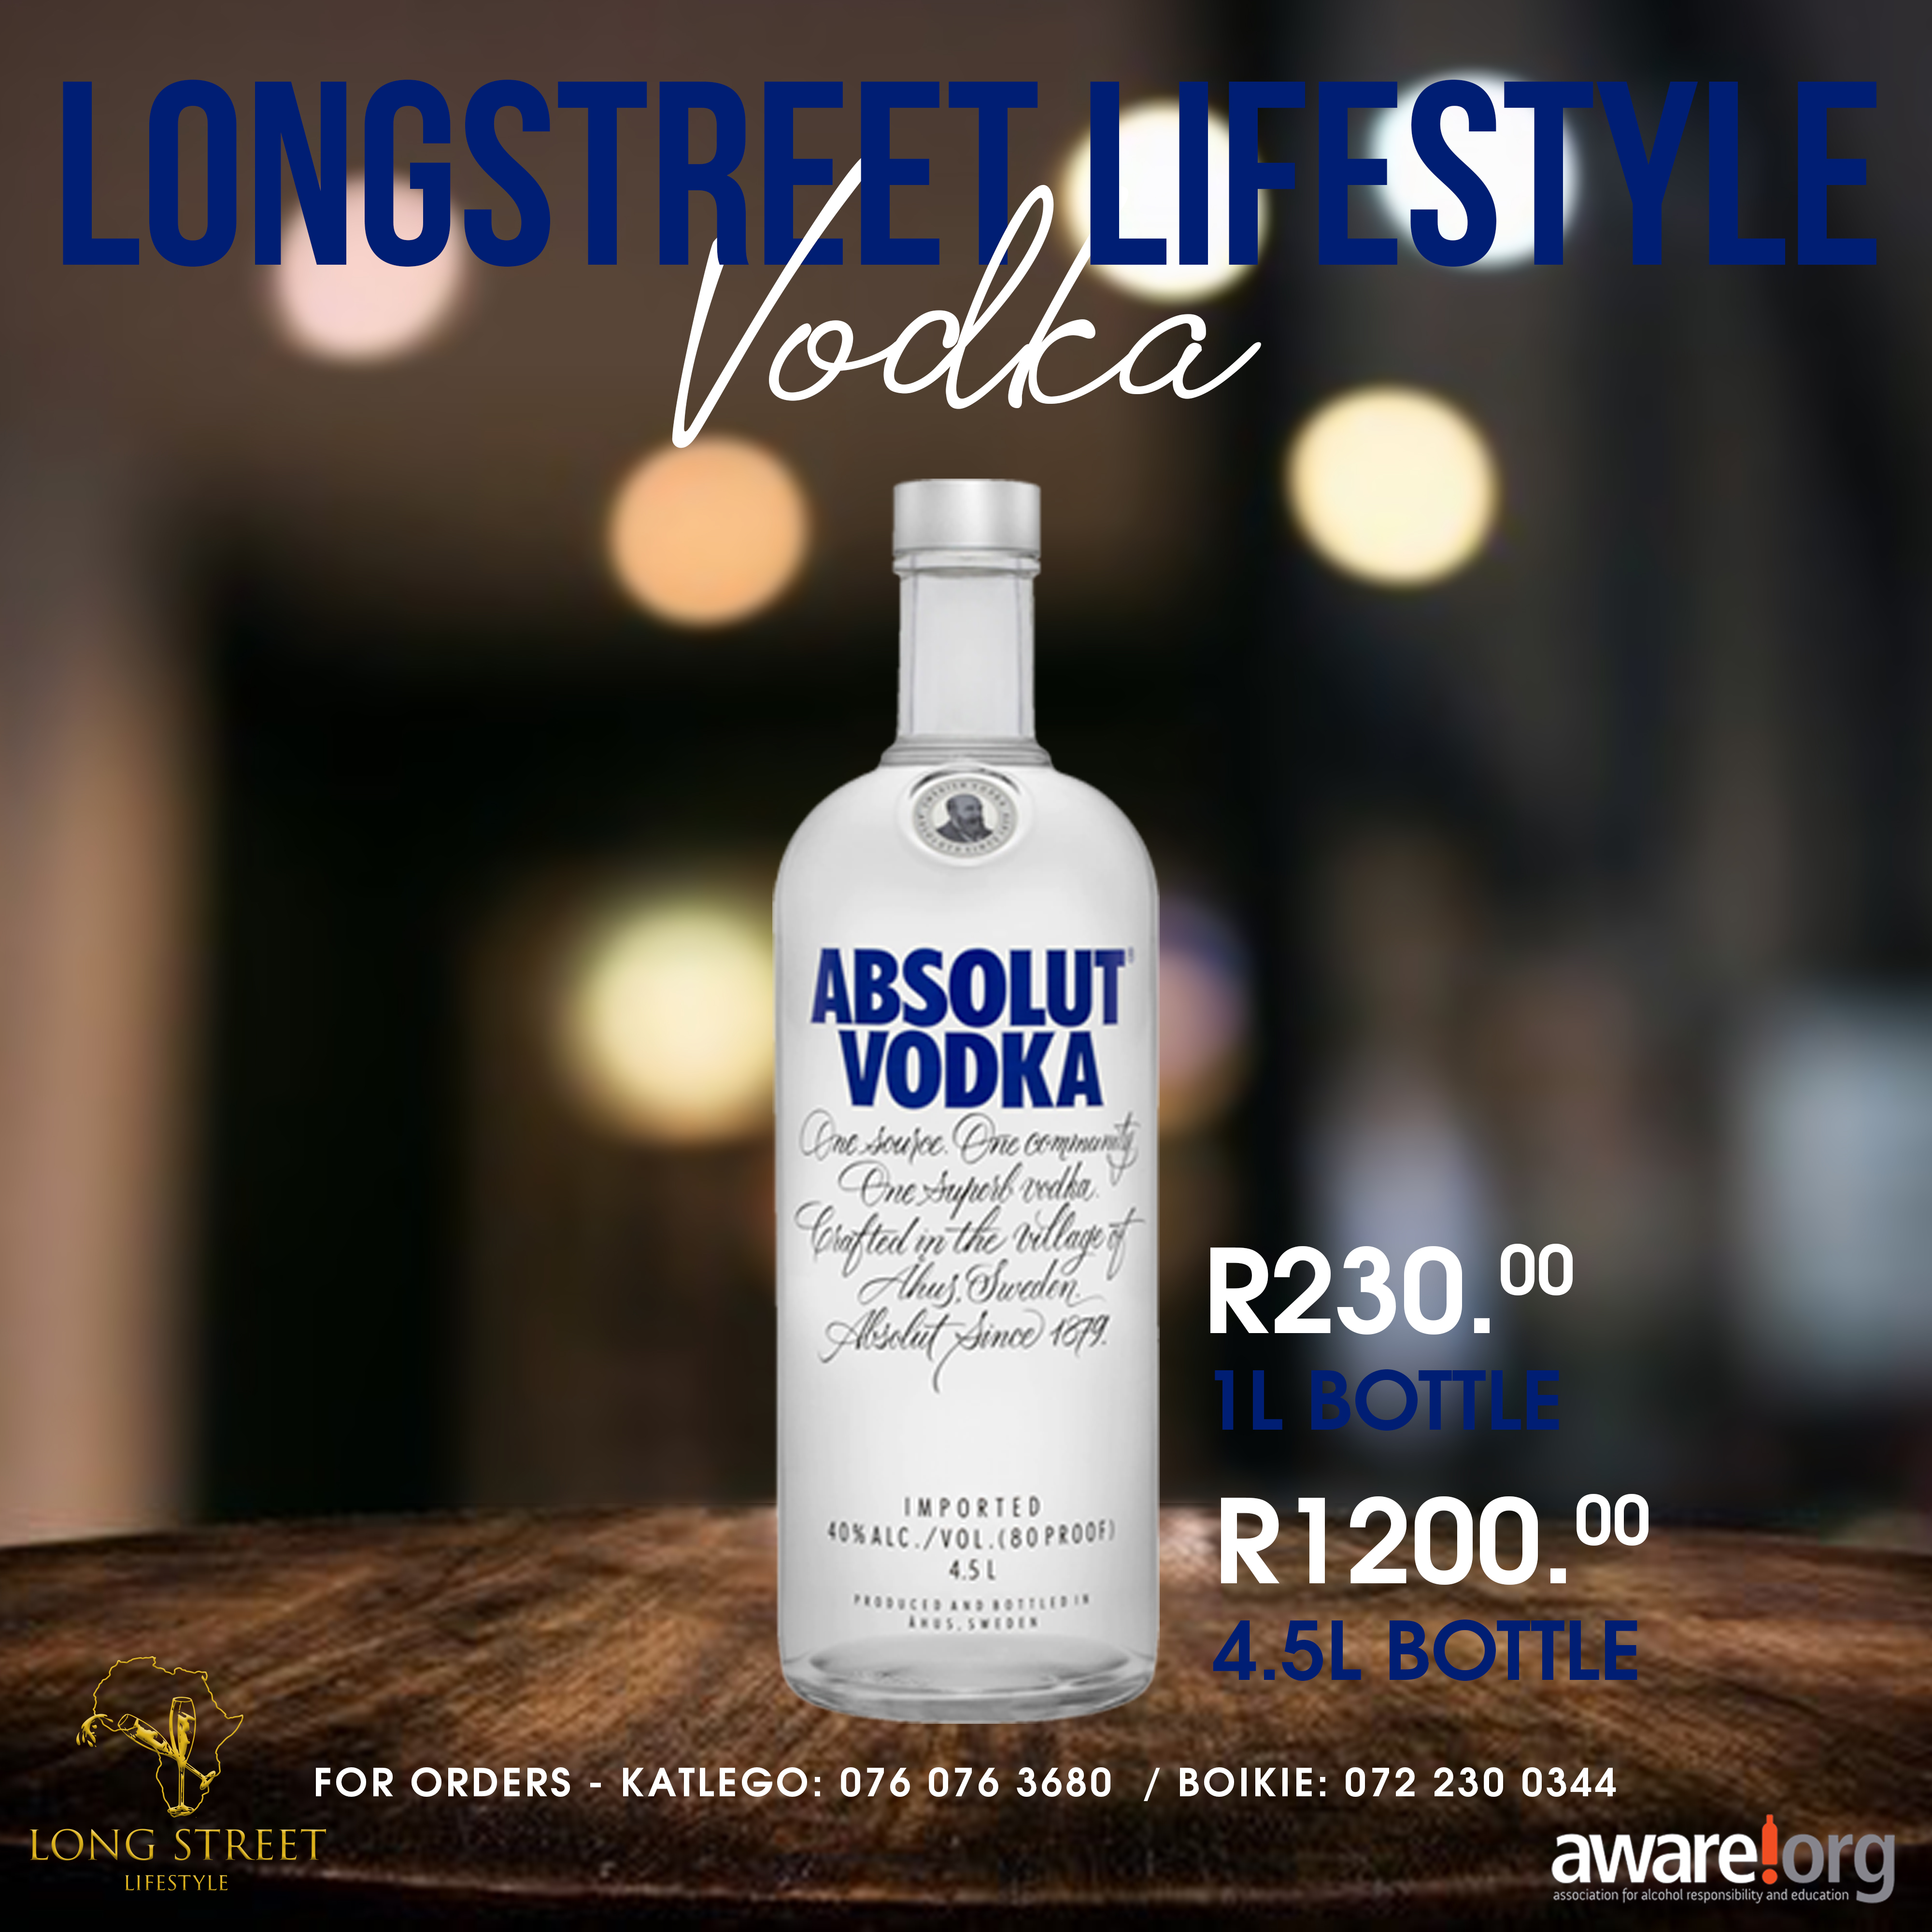 LONGSTREET LIFESTYLE
Vodka
ABSOLUT
VODKA
One source. One community
One superb vodka.
Crafted in the village of
Åhus, Sweden.
Absolut Since 1879.
IMPORTED
40% ALC./VOL. (80 PROOF)
4.5 L
PRODUCED AND BOTTLED IN
ÅHUS, SWEDEN
R230.00
1L BOTTLE
R1200.00
4.5L BOTTLE
FOR ORDERS - KATLEGO: 076 076 3680 / BOIKIE: 072 230 0344
LONG STREET
LIFESTYLE
aware!org
association for alcohol responsibility and education